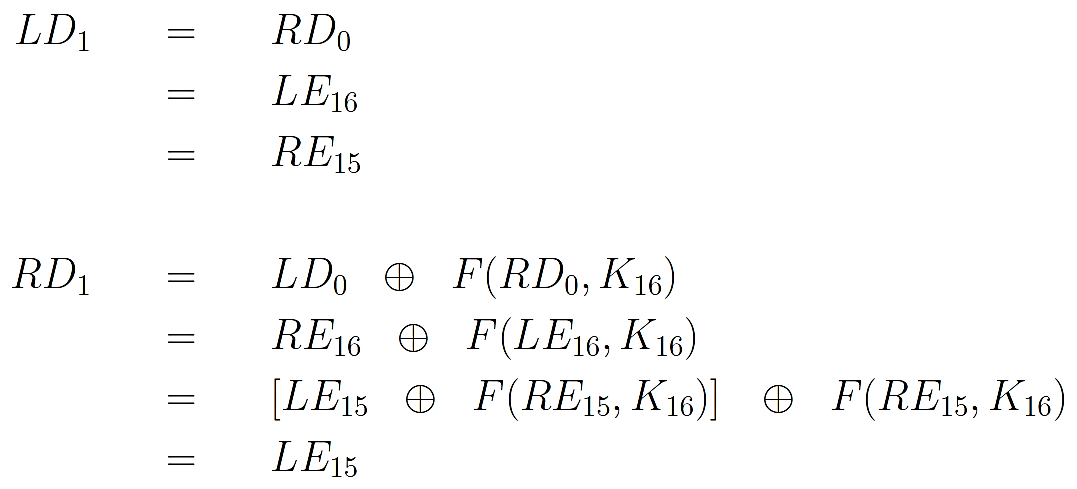 LD₁ = RD₀
= LE₁₆
= RE₁₅
RD₁ = LD₀ ⊕ F(RD₀, K₁₆)
= RE₁₆ ⊕ F(LE₁₆, K₁₆)
= [LE₁₅ ⊕ F(RE₁₅, K₁₆)] ⊕ F(RE₁₅, K₁₆)
= LE₁₅